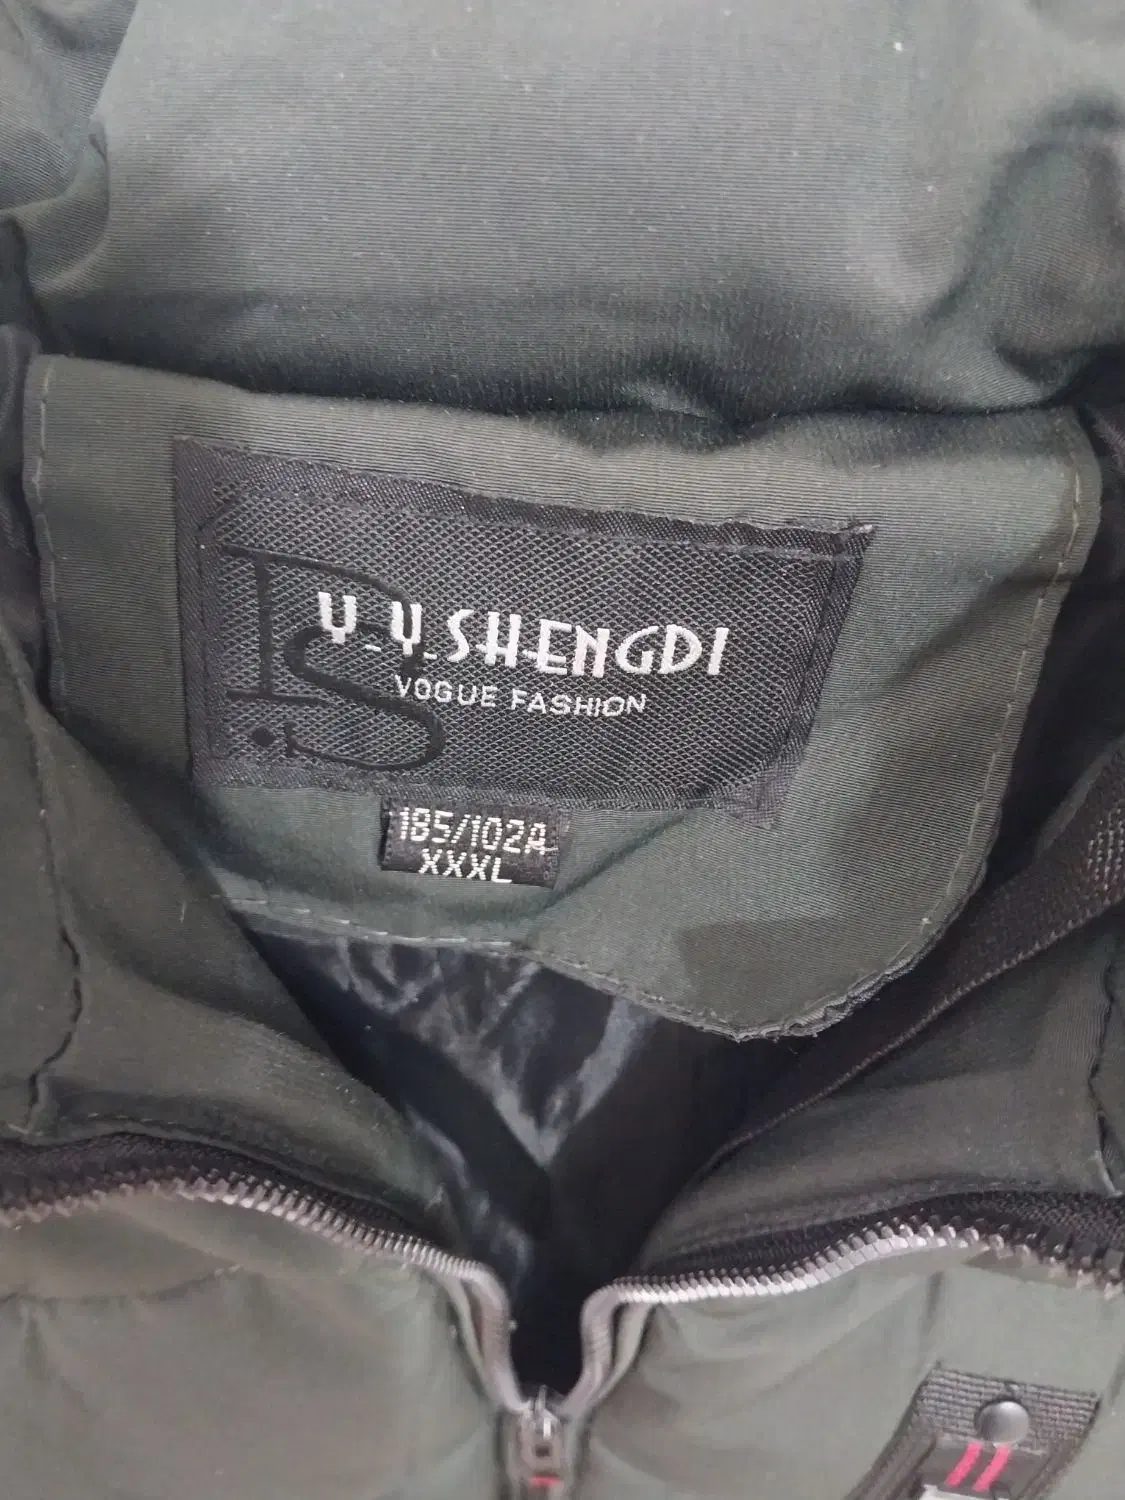 Y-Y-SHENGDI
VOGUE FASHION
185/102A
XXXL